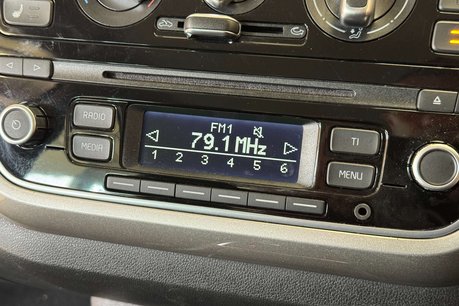 RADIO
MEDIA
FM1
79.1 MHz
1 2 3 4 5 6
TI
MENU